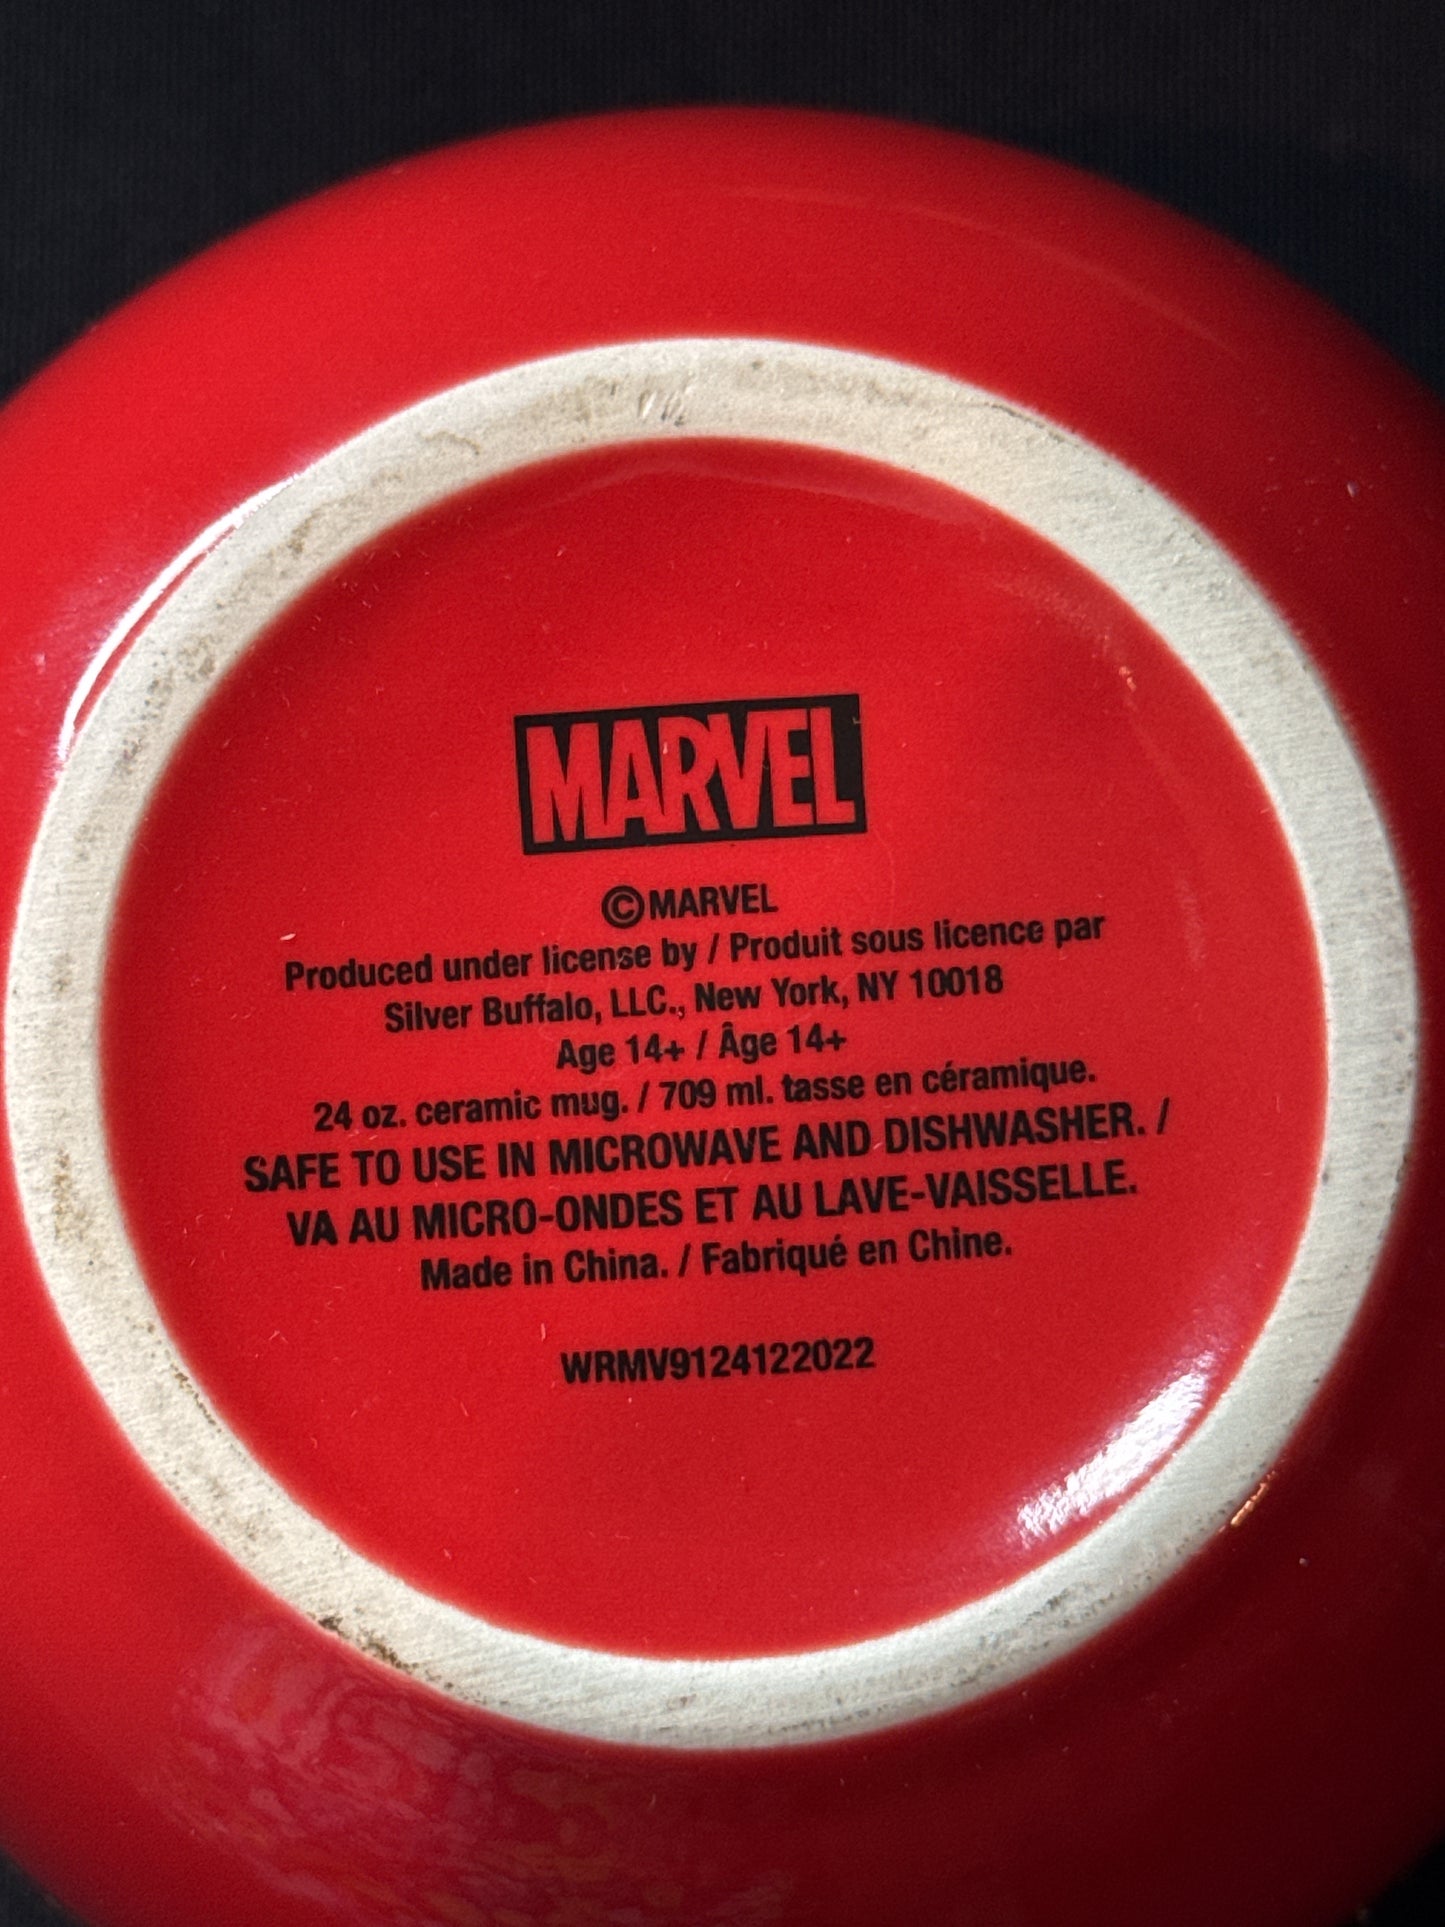 MARVEL
©MARVEL
Produced under license by / Produit sous licence par
Silver Buffalo, LLC., New York, NY 10018
Age 14+ / Âge 14+
24 oz. ceramic mug. / 709 ml. tasse en céramique.
SAFE TO USE IN MICROWAVE AND DISHWASHER. /
VA AU MICRO-ONDES ET AU LAVE-VAISSELLE.
Made in China. / Fabriqué en Chine.
WRMV9124122022